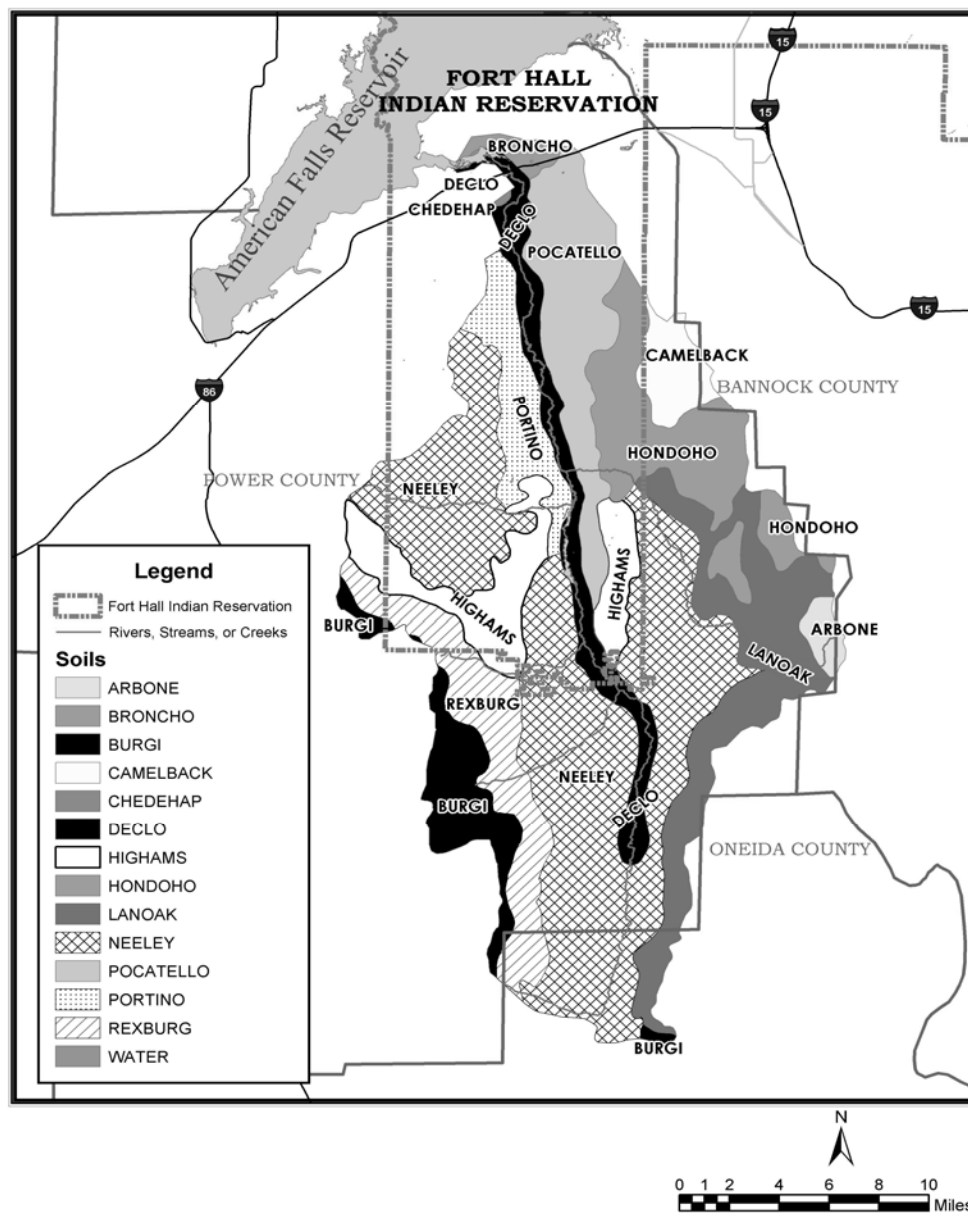 15
FORT HALL
INDIAN RESERVATION
American Falls Reservoir
15
BRONCHO
DECLO
CHEDEHAP
DECLO
POCATELLO
15
CAMELBACK
86
BANNOCK COUNTY
PORTINO
HONDOHO
POWER COUNTY
NEELEY
HONDOHO
HIGHAMS
HIGHAMS
BURGI
ARBONE
LANOAK
REXBURG
NEELEY
BURGI
DECLO
ONEIDA COUNTY
BURGI
Legend
Fort Hall Indian Reservation
Rivers, Streams, or Creeks
Soils
ARBONE
BRONCHO
BURGI
CAMELBACK
CHEDEHAP
DECLO
HIGHAMS
HONDOHO
LANOAK
NEELEY
POCATELLO
PORTINO
REXBURG
WATER
N
0 1 2 4 6 8 10
Miles